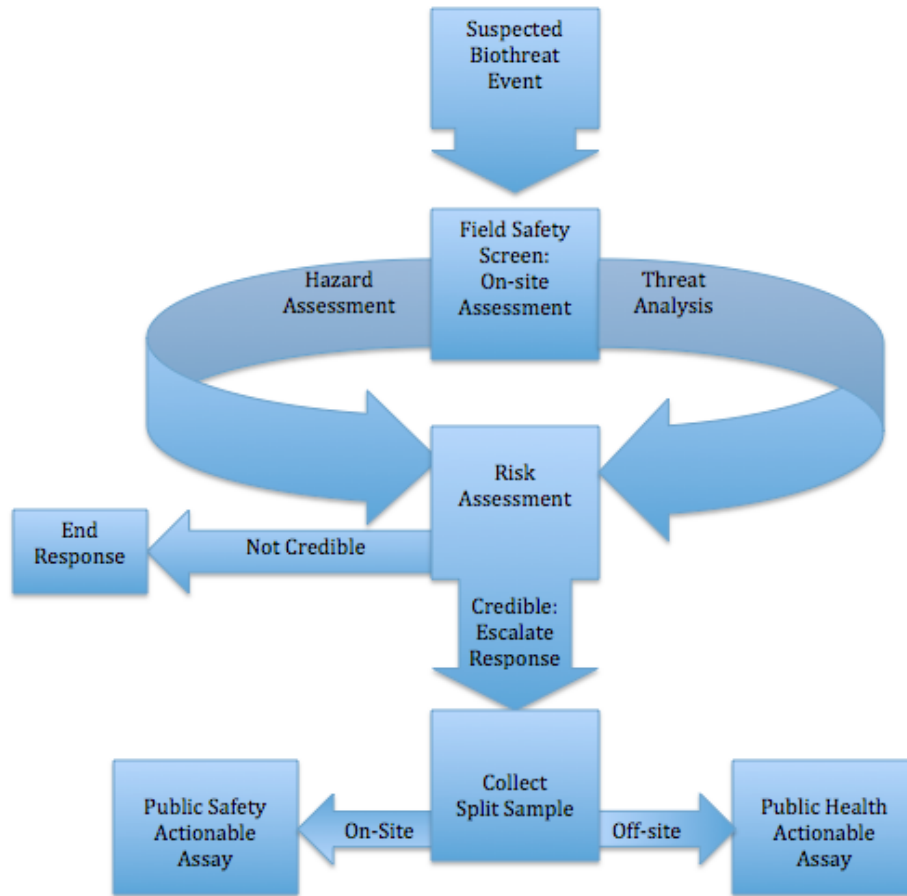 Suspected
Biothreat
Event
Field Safety
Screen:
On-site
Assessment
Hazard
Assessment
Threat
Analysis
Risk
Assessment
End
Response
Not Credible
Credible:
Escalate
Response
Collect
Split Sample
Public Safety
Actionable
Assay
On-Site
Off-site
Public Health
Actionable
Assay